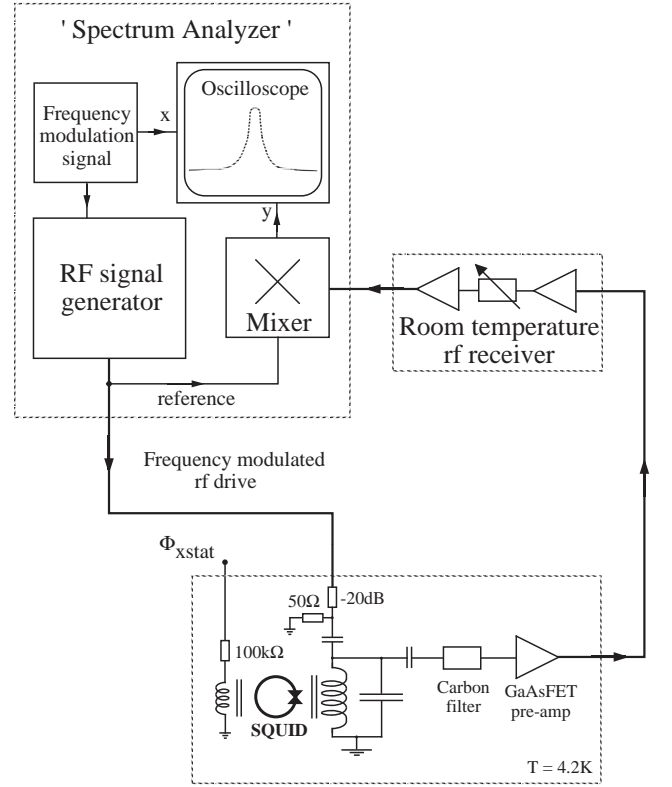 ' Spectrum Analyzer '
Frequency
modulation
signal
x
Oscilloscope
y
RF signal
generator
Mixer
reference
Room temperature
rf receiver
Frequency modulated
rf drive
Φxstat
50Ω
-20dB
100kΩ
SQUID
Carbon
filter
GaAsFET
pre-amp
T = 4.2K